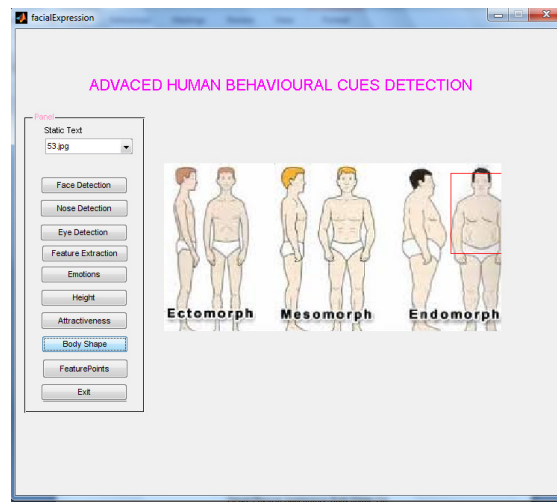 facialExpression
ADVACED HUMAN BEHAVIOURAL CUES DETECTION
Panel
Static Text
53.jpg
Face Detection
Nose Detection
Eye Detection
Feature Extraction
Emotions
Height
Attractiveness
Body Shape
FeaturePoints
Exit
Ectomorph Mesomorph Endomorph